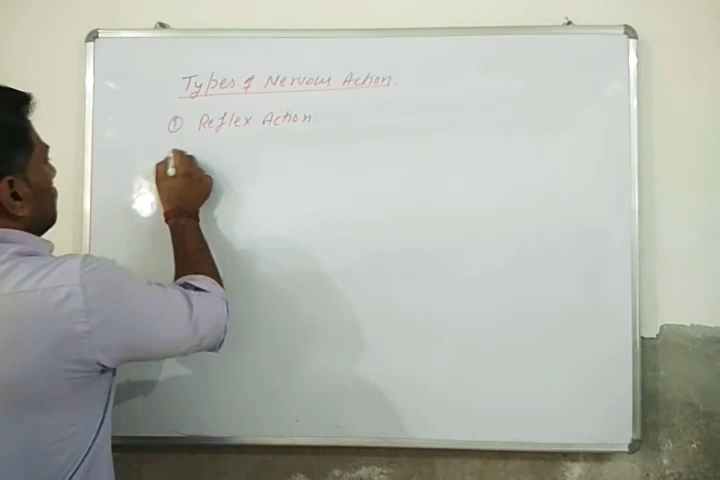 Types of Nervous Action.
① Reflex Action.